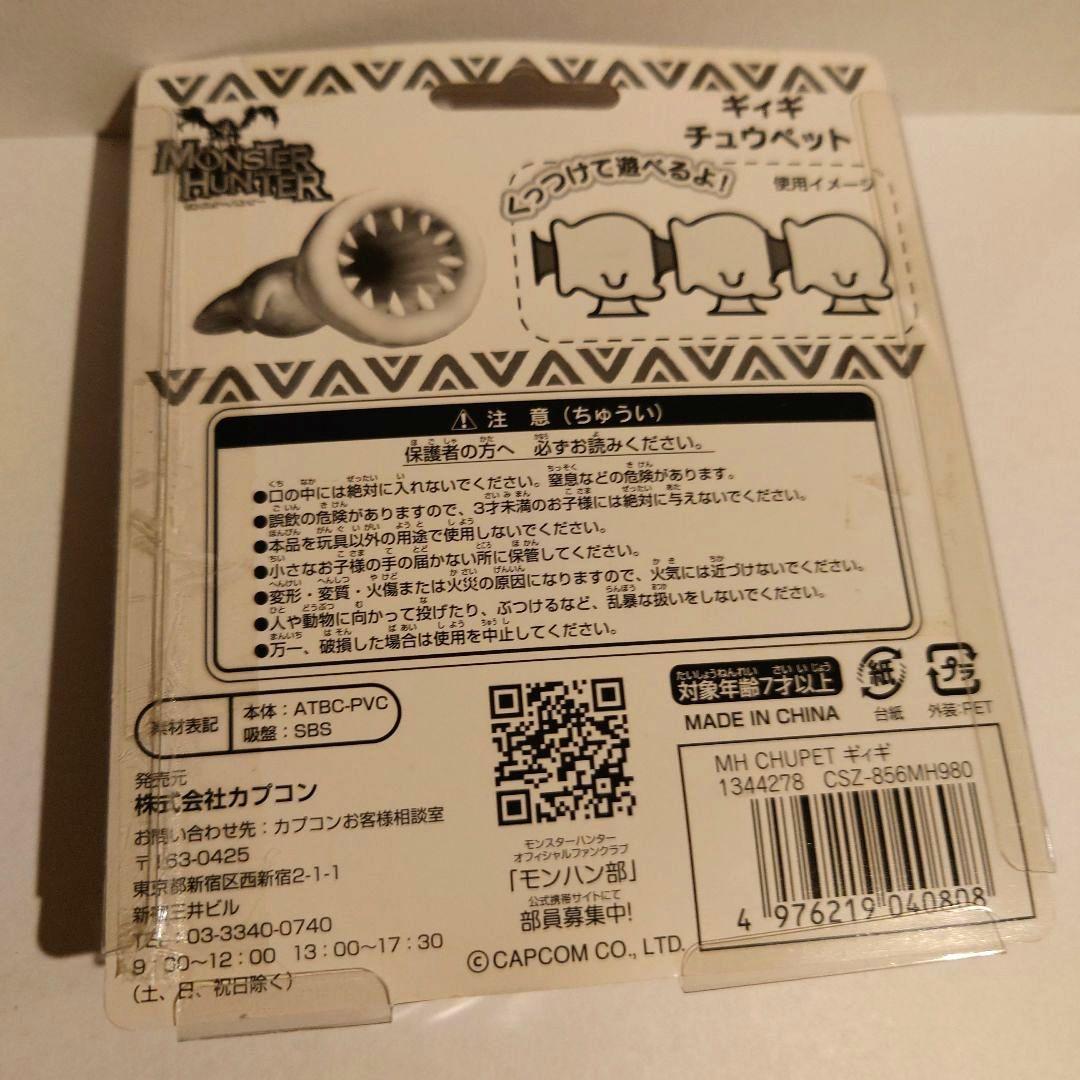 MONSTER
HUNTER
ギィギ
チュウペット
くっつけて遊べるよ!
使用イメージ
⚠ 注 意（ちゅうい）
保護者の方へ 必ずお読みください。
●口の中には絶対に入れないでください。窒息などの危険があります。
●誤飲の危険がありますので、3才未満のお子様には絶対に与えないでください。
●本品を玩具以外の用途で使用しないでください。
●小さなお子様の手の届かない所に保管してください。
●変形・変質・火傷または火災の原因になりますので、火気には近づけないでください。
●人や動物に向かって投げたり、ぶつけるなど、乱暴な扱いをしないでください。
●万一、破損した場合は使用を中止してください。
素材表記
本体：ATBC-PVC
吸盤：SBS
対象年齢7才以上
たいしょうねんれい さい いじょう
MADE IN CHINA
紙
台紙
プラ
外装:PET
発売元
株式会社カプコン
お問い合わせ先：カプコンお客様相談室
〒163-0425
東京都新宿区西新宿2-1-1
新宿三井ビル
TEL 03-3340-0740
9：00～12：00 13：00～17：30
(土、日、祝日除く)
モンスターハンター
オフィシャルファンクラブ
「モンハン部」
公式携帯サイトにて
部員募集中!
©CAPCOM CO., LTD.
MH CHUPET ギィギ
1344278 CSZ-856MH980
4 976219 040808